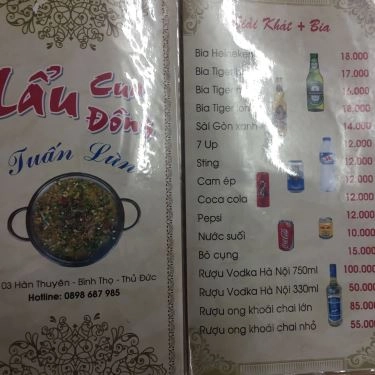 Lẩu Cua
Đồng
Tuấn Lùn
03 Hàn Thuyên - Bình Thọ - Thủ Đức
Hotline: 0898 687 985
Giải Khát + Bia
Bia Heineken 18.000
Bia Tiger 17.000
Bia Tiger 16.000
Bia Tiger 18.000
Sài Gòn xanh 14.000
7 Up 12.000
Sting 12.000
Cam ép 12.000
Coca cola 12.000
Pepsi 12.000
Nước suối 10.000
Bò cụng 15.000
Rượu Vodka Hà Nội 750ml 100.000
Rượu Vodka Hà Nội 330ml 50.000
Rượu ong khoái chai lớn 85.000
Rượu ong khoái chai nhỏ 55.000